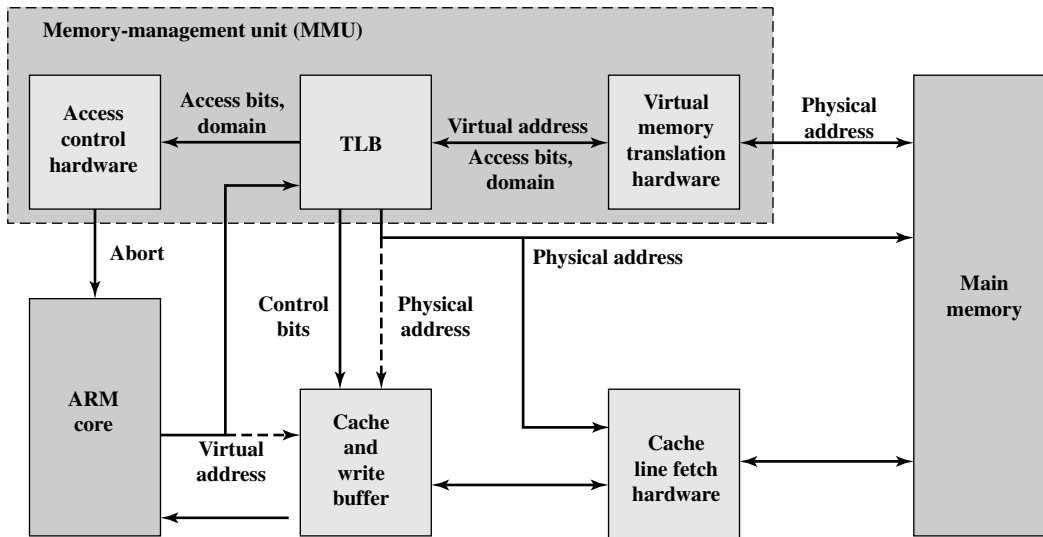 Memory-management unit (MMU)
Access
control
hardware
Access bits,
domain
TLB
Virtual address
Access bits,
domain
Virtual
memory
translation
hardware
Physical
address
Abort
Control
bits
Physical
address
Physical address
Main
memory
ARM
core
Virtual
address
Cache
and
write
buffer
Cache
line fetch
hardware